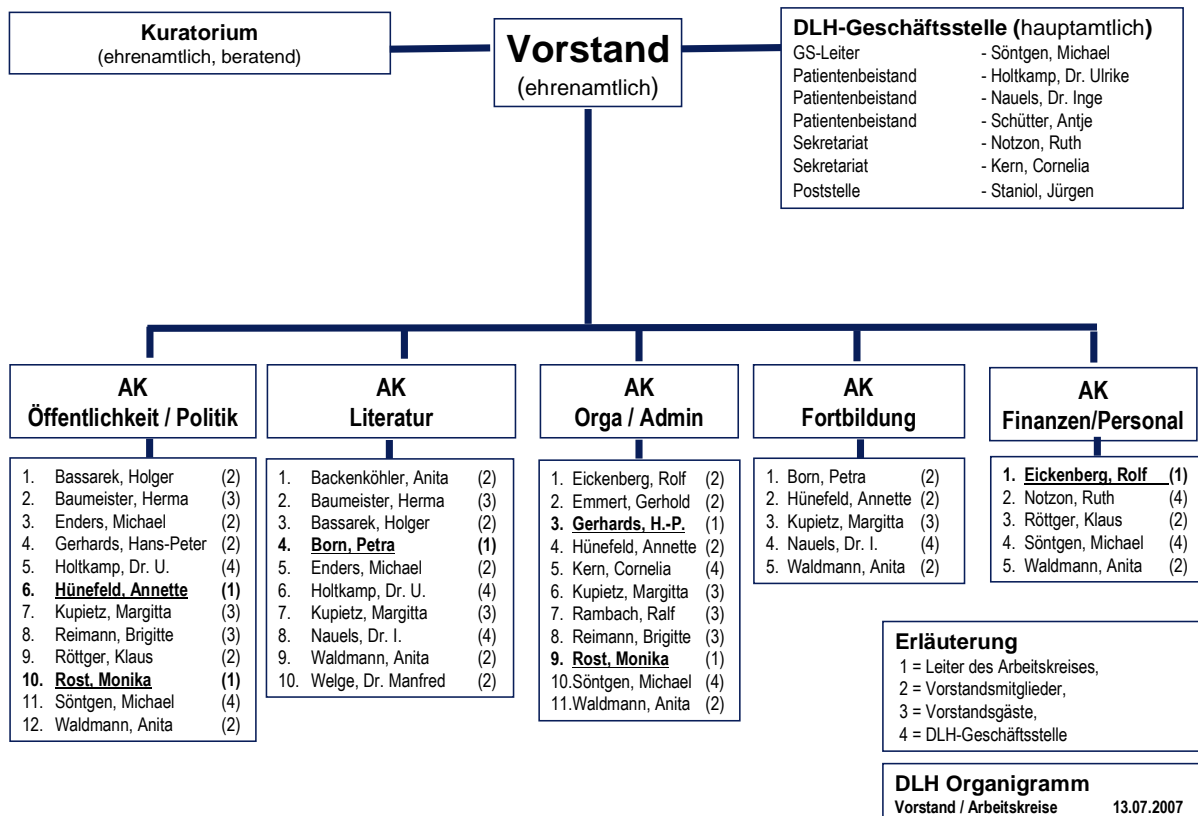 Kuratorium
(ehrenamtlich, beratend)
Vorstand
(ehrenamtlich)
DLH-Geschäftsstelle (hauptamtlich)
GS-Leiter - Söntgen, Michael
Patientenbeistand - Holtkamp, Dr. Ulrike
Patientenbeistand - Nauels, Dr. Inge
Patientenbeistand - Schütter, Antje
Sekretariat - Notzon, Ruth
Sekretariat - Kern, Cornelia
Poststelle - Staniol, Jürgen
AK
Öffentlichkeit / Politik
1. Bassarek, Holger (2)
2. Baumeister, Herma (3)
3. Enders, Michael (2)
4. Gerhards, Hans-Peter (2)
5. Holtkamp, Dr. U. (4)
6. Hünefeld, Annette (1)
7. Kupietz, Margitta (3)
8. Reimann, Brigitte (3)
9. Röttger, Klaus (2)
10. Rost, Monika (1)
11. Söntgen, Michael (4)
12. Waldmann, Anita (2)
AK
Literatur
1. Backenköhler, Anita (2)
2. Baumeister, Herma (3)
3. Bassarek, Holger (2)
4. Born, Petra (1)
5. Enders, Michael (2)
6. Holtkamp, Dr. U. (4)
7. Kupietz, Margitta (3)
8. Nauels, Dr. I. (4)
9. Waldmann, Anita (2)
10. Welge, Dr. Manfred (2)
AK
Orga / Admin
1. Eickenberg, Rolf (2)
2. Emmert, Gerhold (2)
3. Gerhards, H.-P. (1)
4. Hünefeld, Annette (2)
5. Kern, Cornelia (4)
6. Kupietz, Margitta (3)
7. Rambach, Ralf (3)
8. Reimann, Brigitte (3)
9. Rost, Monika (1)
10.Söntgen, Michael (4)
11.Waldmann, Anita (2)
AK
Fortbildung
1. Born, Petra (2)
2. Hünefeld, Annette (2)
3. Kupietz, Margitta (3)
4. Nauels, Dr. I. (4)
5. Waldmann, Anita (2)
AK
Finanzen/Personal
1. Eickenberg, Rolf (1)
2. Notzon, Ruth (4)
3. Röttger, Klaus (2)
4. Söntgen, Michael (4)
5. Waldmann, Anita (2)
Erläuterung
1 = Leiter des Arbeitskreises,
2 = Vorstandsmitglieder,
3 = Vorstandsgäste,
4 = DLH-Geschäftsstelle
DLH Organigramm
Vorstand / Arbeitskreise 13.07.2007